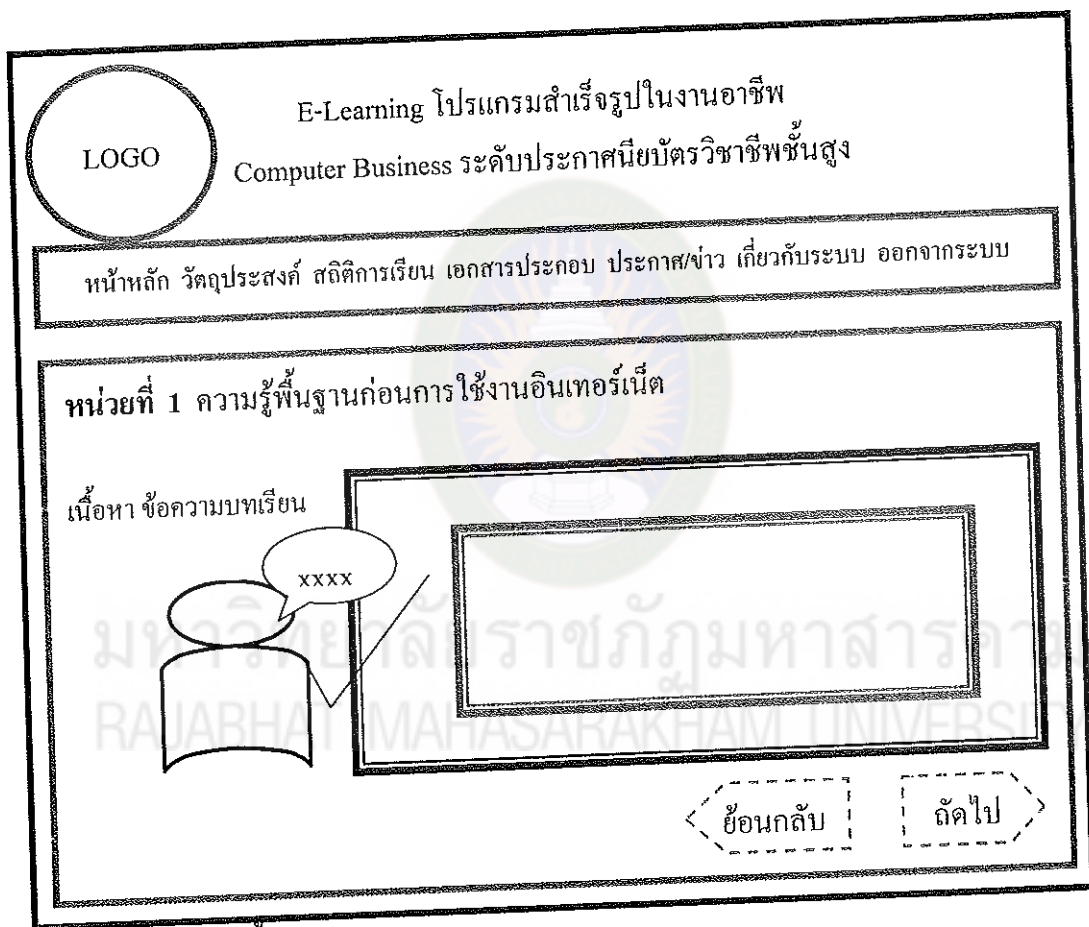 LOGO
E-Learning โปรแกรมสำเร็จรูปในงานอาชีพ
Computer Business ระดับประกาศนียบัตรวิชาชีพชั้นสูง
หน้าหลัก วัตถุประสงค์ สถิติการเรียน เอกสารประกอบ ประกาศ/ข่าว เกี่ยวกับระบบ ออกจากระบบ
หน่วยที่ 1 ความรู้พื้นฐานก่อนการใช้งานอินเทอร์เน็ต
เนื้อหา ข้อความบทเรียน
xxxx
มหาวิทยาลัยราชภัฏมหาสารคาม
RAJABHAT MAHASARAKHAM UNIVERSITY
ย้อนกลับ
ถัดไป